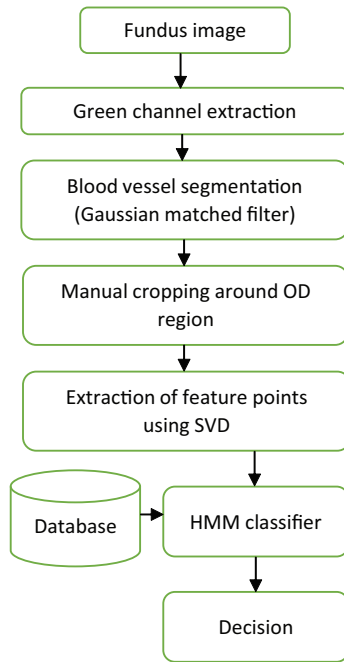 Fundus image
Green channel extraction
Blood vessel segmentation
(Gaussian matched filter)
Manual cropping around OD
region
Extraction of feature points
using SVD
Database
HMM classifier
Decision